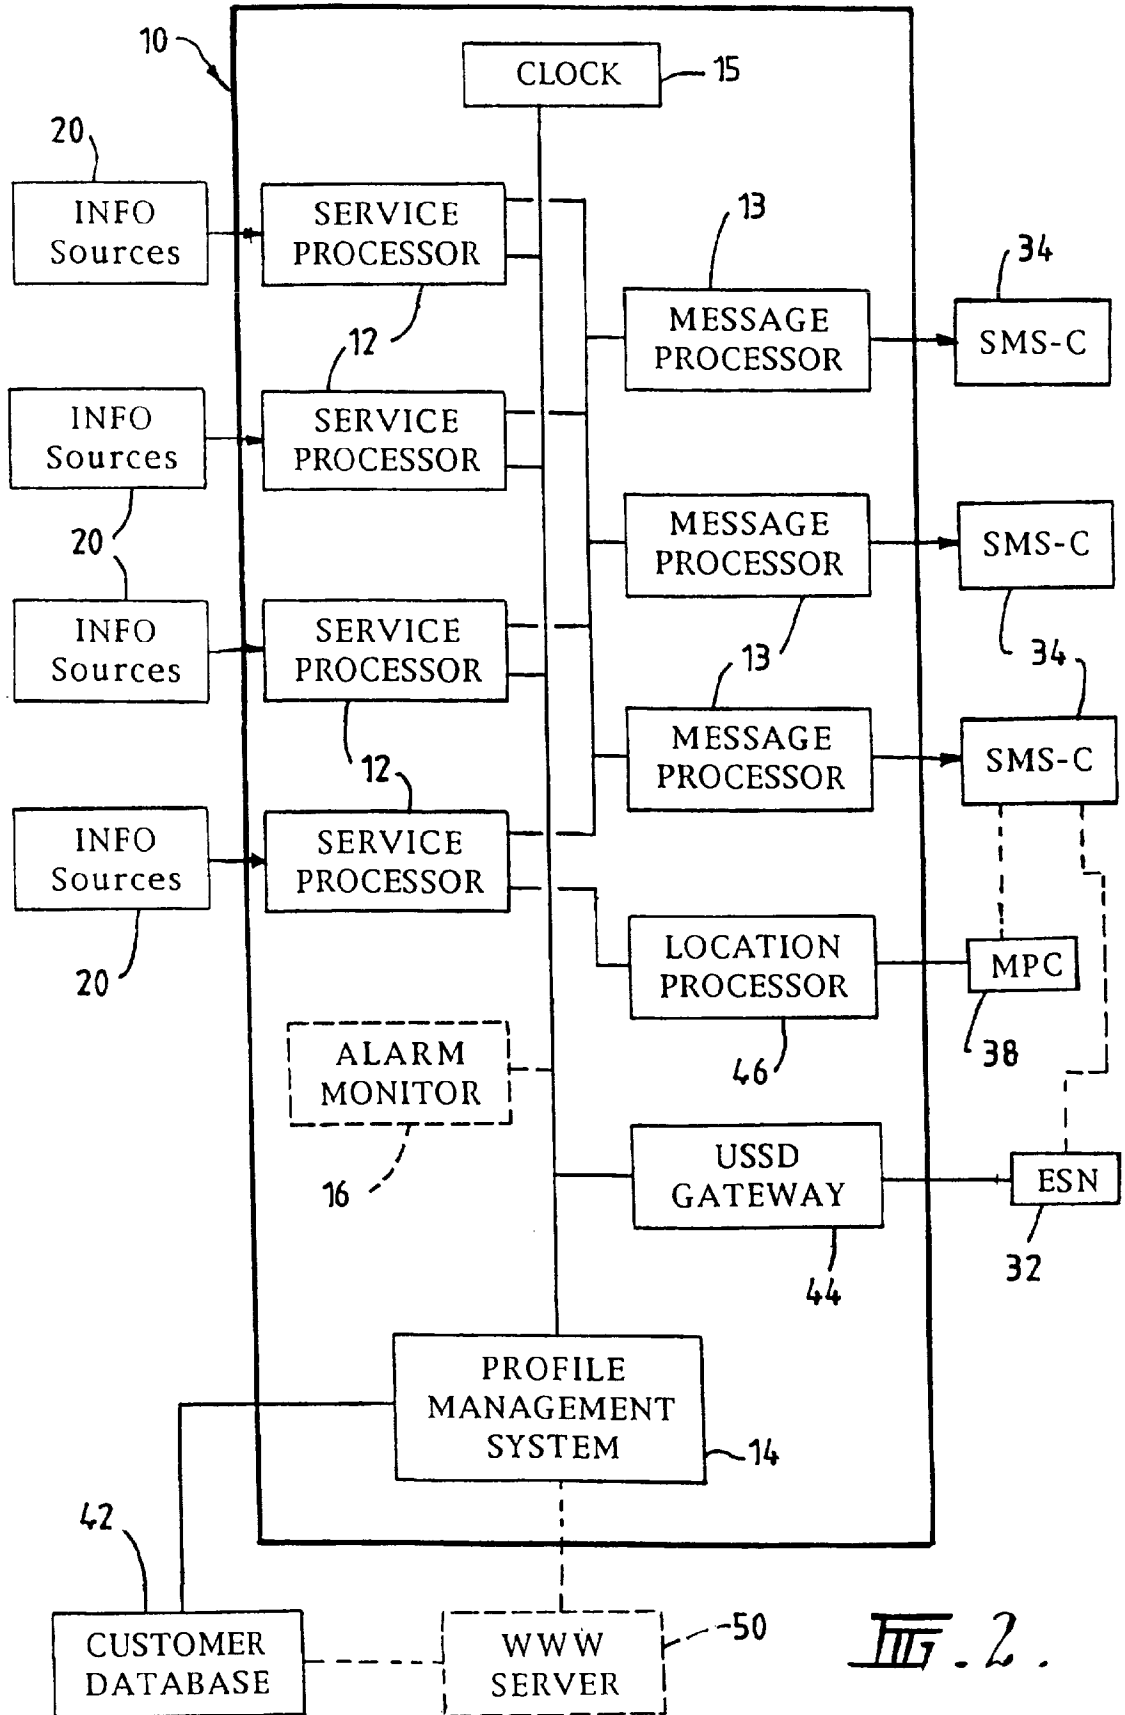 10
CLOCK
15
20
INFO
Sources
SERVICE
PROCESSOR
13
34
MESSAGE
PROCESSOR
SMS-C
12
INFO
Sources
SERVICE
PROCESSOR
20
MESSAGE
PROCESSOR
SMS-C
INFO
Sources
SERVICE
PROCESSOR
13
34
12
MESSAGE
PROCESSOR
SMS-C
INFO
Sources
SERVICE
PROCESSOR
20
LOCATION
PROCESSOR
MPC
38
46
ALARM
MONITOR
16
USSD
GATEWAY
ESN
32
44
PROFILE
MANAGEMENT
SYSTEM
14
42
CUSTOMER
DATABASE
WWW
SERVER
50
FIG. 2.